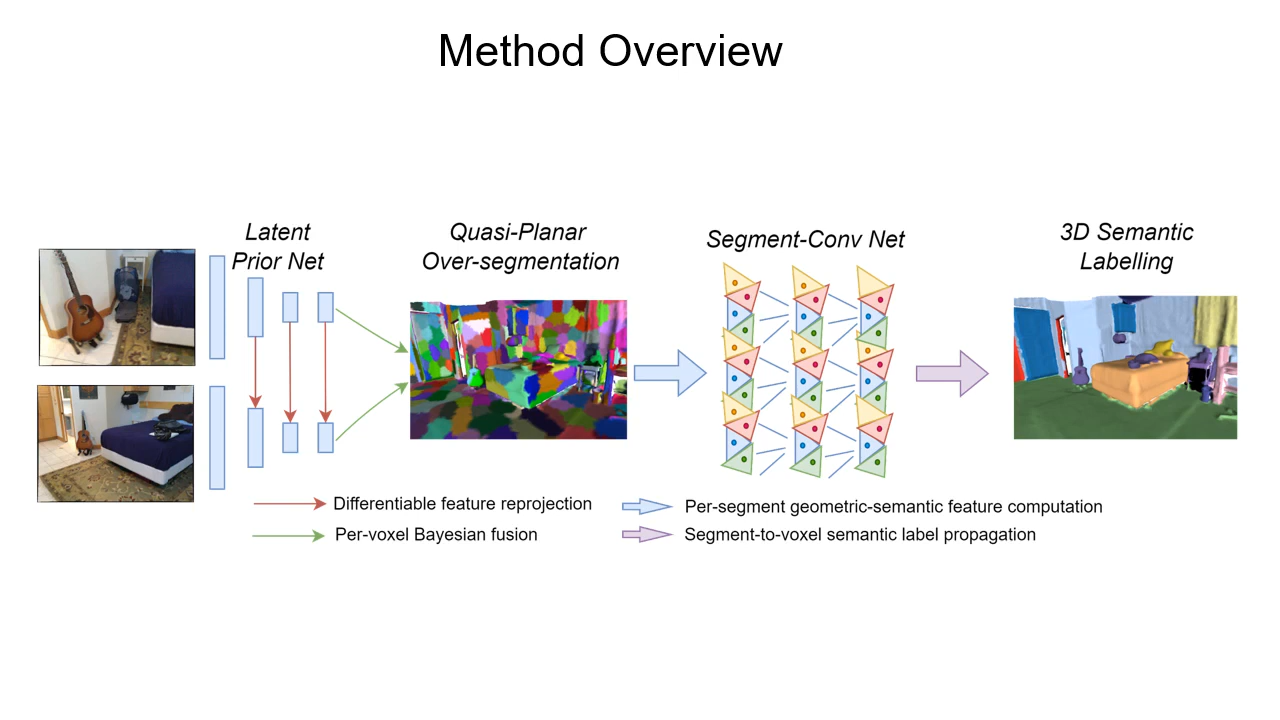 Method Overview
Latent
Prior Net
Quasi-Planar
Over-segmentation
Segment-Conv Net
3D Semantic
Labelling
Differentiable feature reprojection
Per-voxel Bayesian fusion
Per-segment geometric-semantic feature computation
Segment-to-voxel semantic label propagation